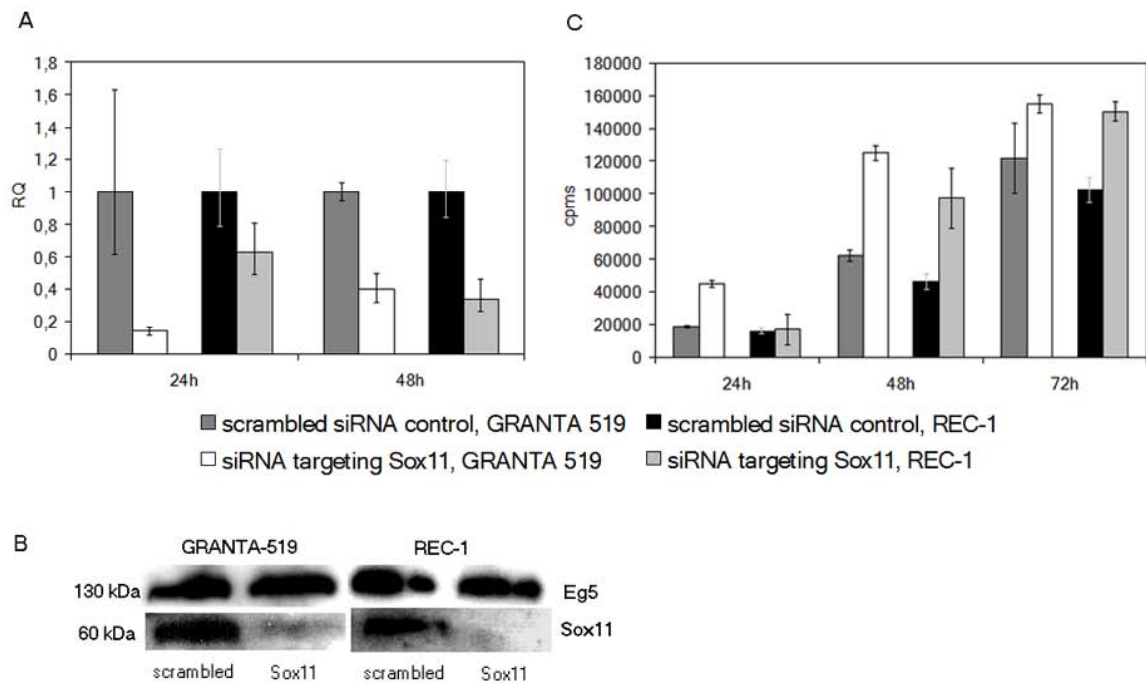 A
1,8
1,6
1,4
1,2
1
0,8
0,6
0,4
0,2
0
RQ
24h 48h
C
180000
160000
140000
120000
100000
80000
60000
40000
20000
0
cpms
24h 48h 72h
scrambled siRNA control, GRANTA 519 scrambled siRNA control, REC-1
siRNA targeting Sox11, GRANTA 519 siRNA targeting Sox11, REC-1
B
GRANTA-519 REC-1
130 kDa Eg5
60 kDa Sox11
scrambled Sox11 scrambled Sox11